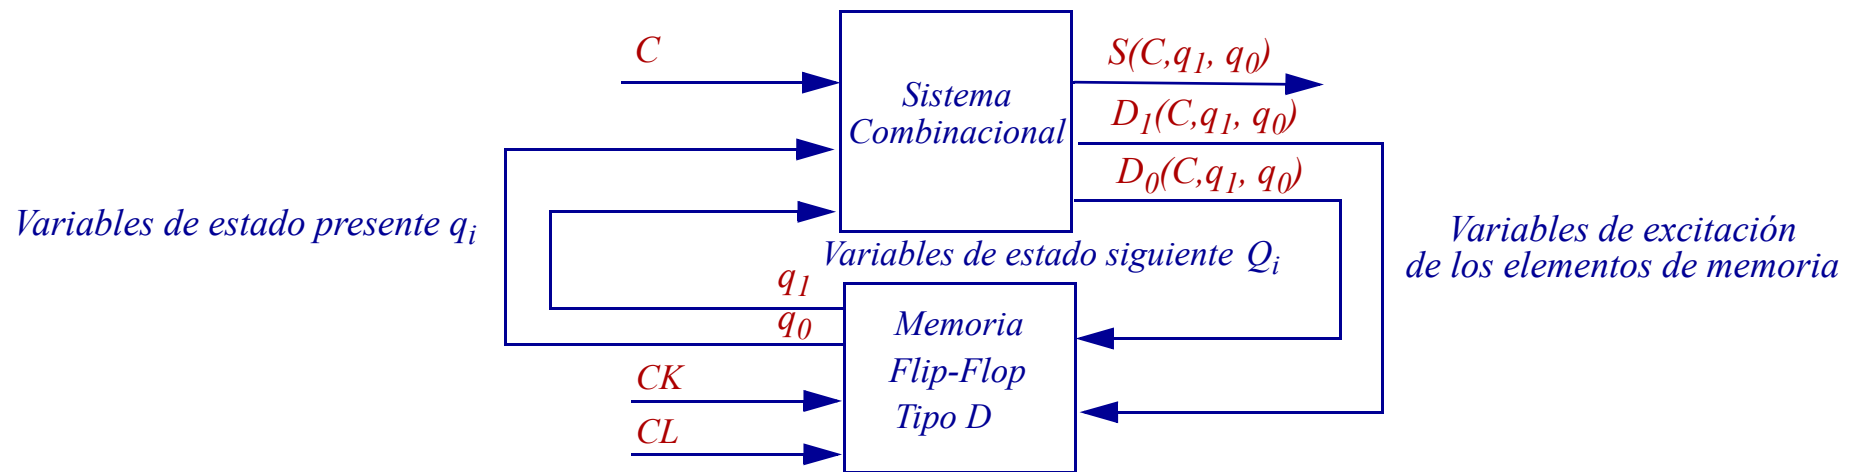 C
S(C,q1, q0)
Sistema
Combinacional
D1(C,q1, q0)
D0(C,q1, q0)
Variables de estado presente qi
Variables de estado siguiente Qi
Variables de excitación
de los elementos de memoria
q1
q0
Memoria
Flip-Flop
Tipo D
CK
CL